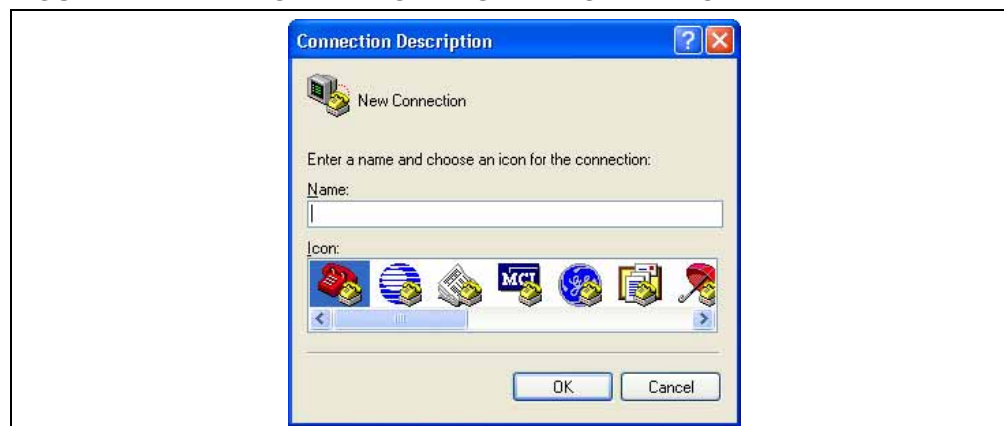 Connection Description
New Connection
Enter a name and choose an icon for the connection:
Name:
Icon:
MCI
OK
Cancel